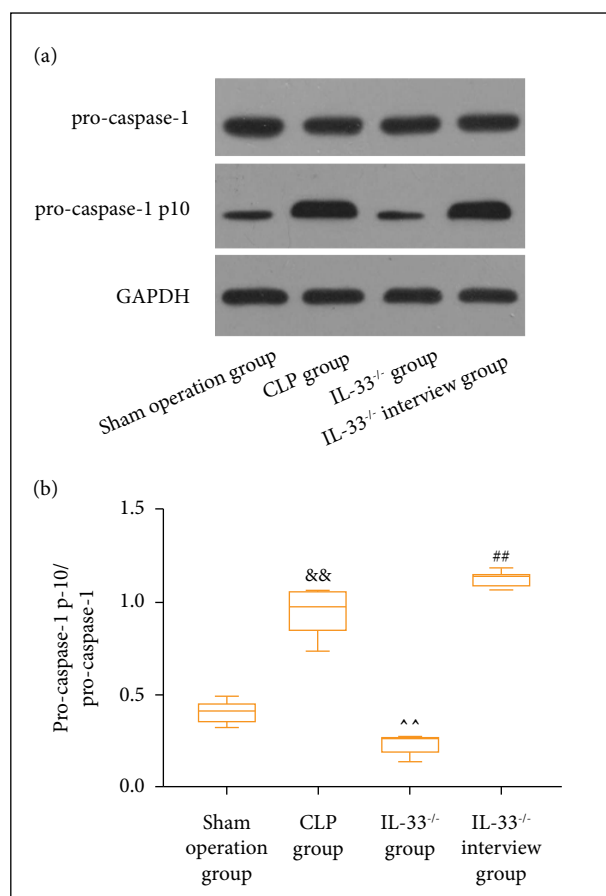 (a)
pro-caspase-1
pro-caspase-1 p10
GAPDH
Sham operation group
CLP group
IL-33-/- group
IL-33-/- interview group
(b)
Pro-caspase-1 p-10/
pro-caspase-1
1.5
1.0
0.5
0.0
&&
^ ^
##
Sham
operation
group
CLP
group
IL-33-/-
group
IL-33-/-
interview
group